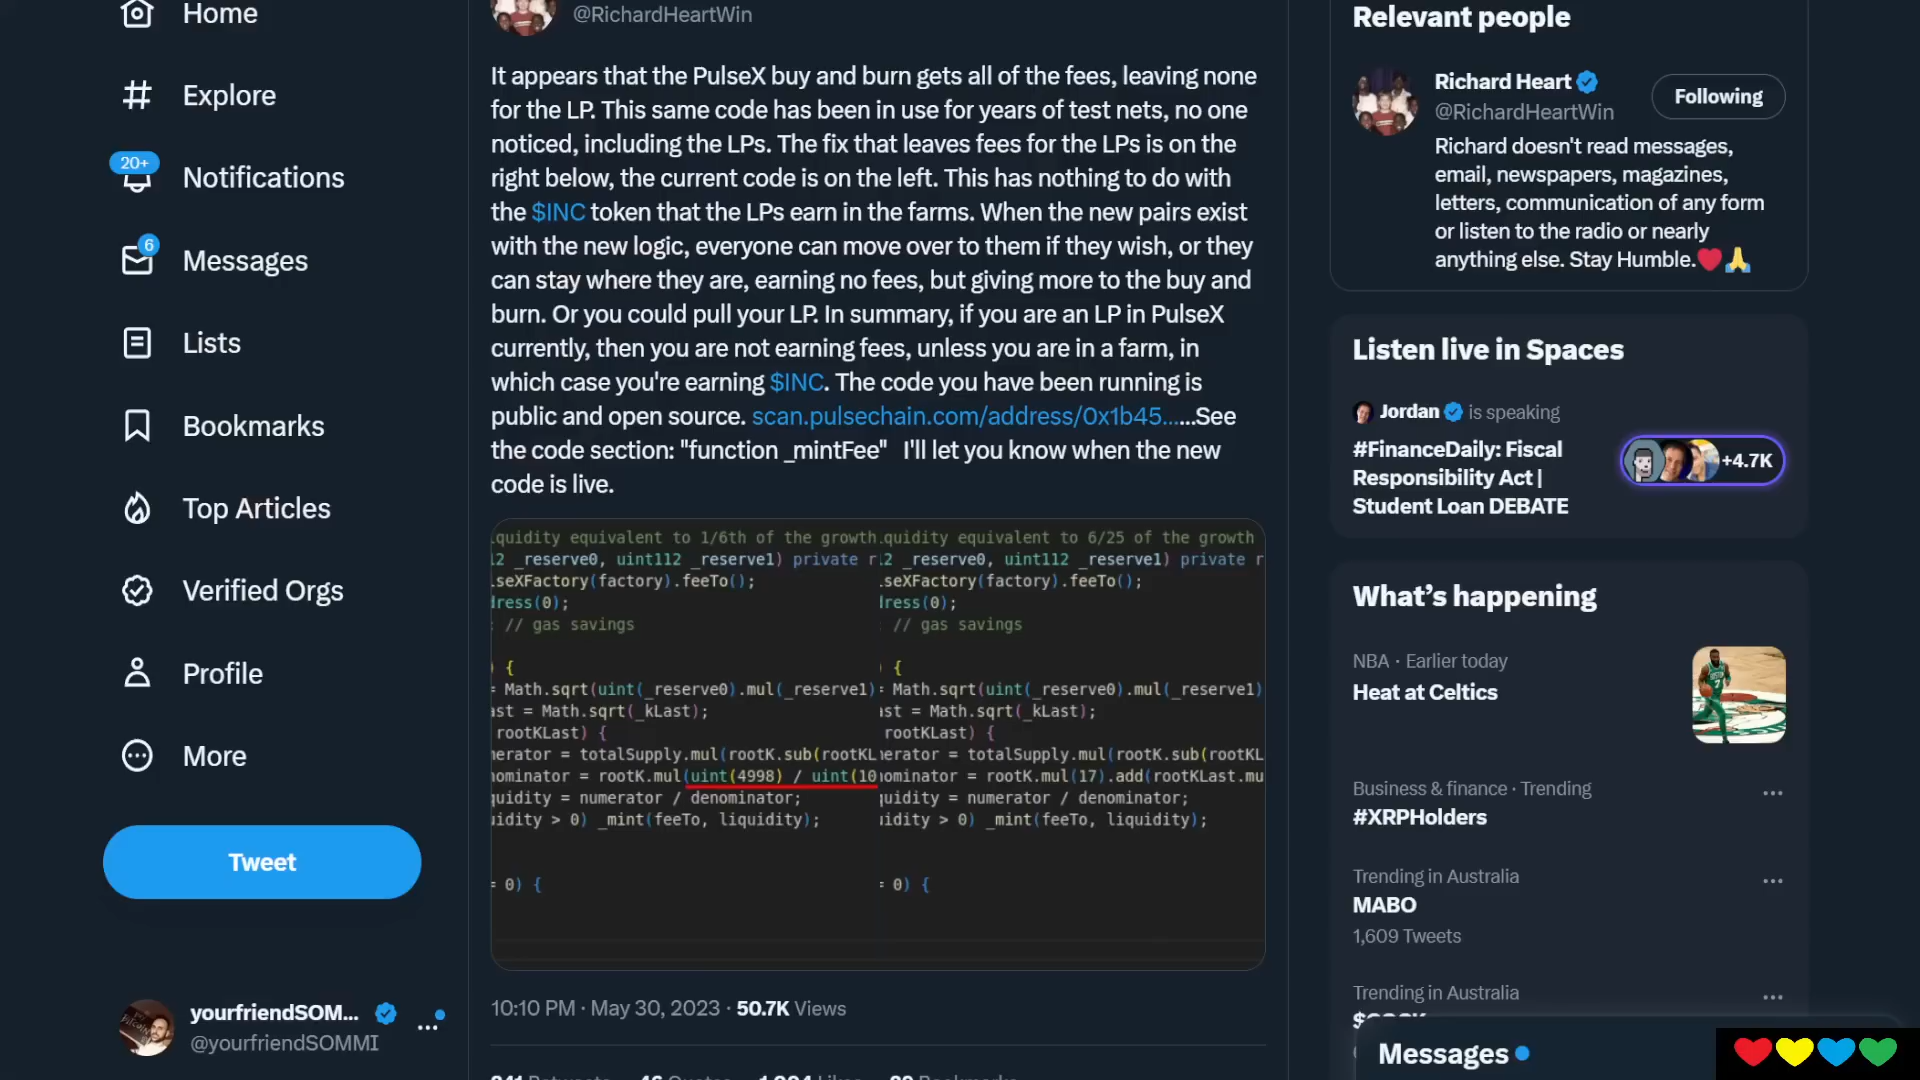 Home
Explore
20+
Notifications
6
Messages
Lists
Bookmarks
Top Articles
Verified Orgs
Profile
More
Tweet
yourfriendSOM...
@yourfriendSOMMI
@RichardHeartWin
It appears that the PulseX buy and burn gets all of the fees, leaving none
for the LP. This same code has been in use for years of test nets, no one
noticed, including the LPs. The fix that leaves fees for the LPs is on the
right below, the current code is on the left. This has nothing to do with
the $INC token that the LPs earn in the farms. When the new pairs exist
with the new logic, everyone can move over to them if they wish, or they
can stay where they are, earning no fees, but giving more to the buy and
burn. Or you could pull your LP. In summary, if you are an LP in PulseX
currently, then you are not earning fees, unless you are in a farm, in
which case you're earning $INC. The code you have been running is
public and open source. scan.pulsechain.com/address/0x1b45......See
the code section: "function _mintFee" I'll let you know when the new
code is live.
quidity equivalent to 1/6th of the growth
_reserve0, uint112 _reserve1) private r
seXFactory(factory).feeTo();
dress(0);
// gas savings
) {
= Math.sqrt(uint(_reserve0).mul(_reserve1)
ast = Math.sqrt(_kLast);
rootKLast) {
erator = totalSupply.mul(rootK.sub(rootKL
nominator = rootK.mul(uint(4998) / uint(10
quidity = numerator / denominator;
idity > 0) _mint(feeTo, liquidity);
= 0) {
quidity equivalent to 6/25 of the growth
_reserve0, uint112 _reserve1) private r
seXFactory(factory).feeTo();
dress(0);
// gas savings
) {
= Math.sqrt(uint(_reserve0).mul(_reserve1)
ast = Math.sqrt(_kLast);
rootKLast) {
erator = totalSupply.mul(rootK.sub(rootKL
nominator = rootK.mul(17).add(rootKLast.mu
quidity = numerator / denominator;
idity > 0) _mint(feeTo, liquidity);
= 0) {
10:10 PM · May 30, 2023 · 50.7K Views
Relevant people
Richard Heart
@RichardHeartWin
Following
Richard doesn't read messages,
email, newspapers, magazines,
letters, communication of any form
or listen to the radio or nearly
anything else. Stay Humble.❤️🙏
Listen live in Spaces
Jordan is speaking
#FinanceDaily: Fiscal
Responsibility Act |
Student Loan DEBATE
+4.7K
What's happening
NBA · Earlier today
Heat at Celtics
Business & finance · Trending
#XRPHolders
Trending in Australia
MABO
1,609 Tweets
Trending in Australia
Messages